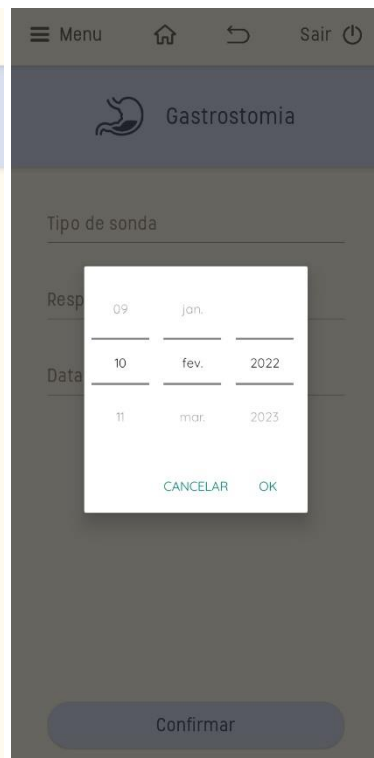 Menu Sair
Gastrostomia
Tipo de sonda
Resp
09 jan.
Data
10 fev. 2022
11 mar. 2023
CANCELAR OK
Confirmar